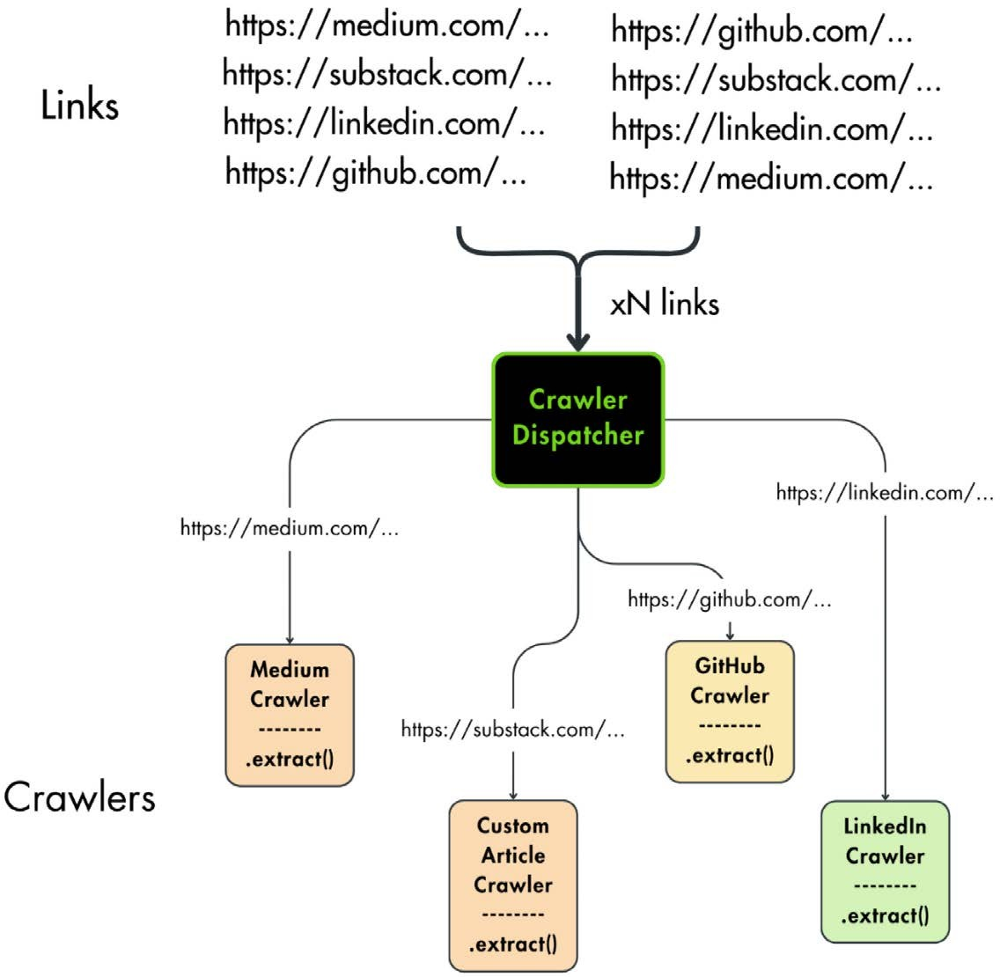 https://medium.com/...
https://substack.com/...
https://linkedin.com/...
https://github.com/...
https://github.com/...
https://substack.com/...
https://linkedin.com/...
https://medium.com/...
Links
xN links
Crawler
Dispatcher
https://linkedin.com/...
https://medium.com/...
https://github.com/...
Medium
Crawler
--------
.extract()
GitHub
Crawler
--------
.extract()
https://substack.com/...
Crawlers
Custom
Article
Crawler
--------
.extract()
LinkedIn
Crawler
--------
.extract()